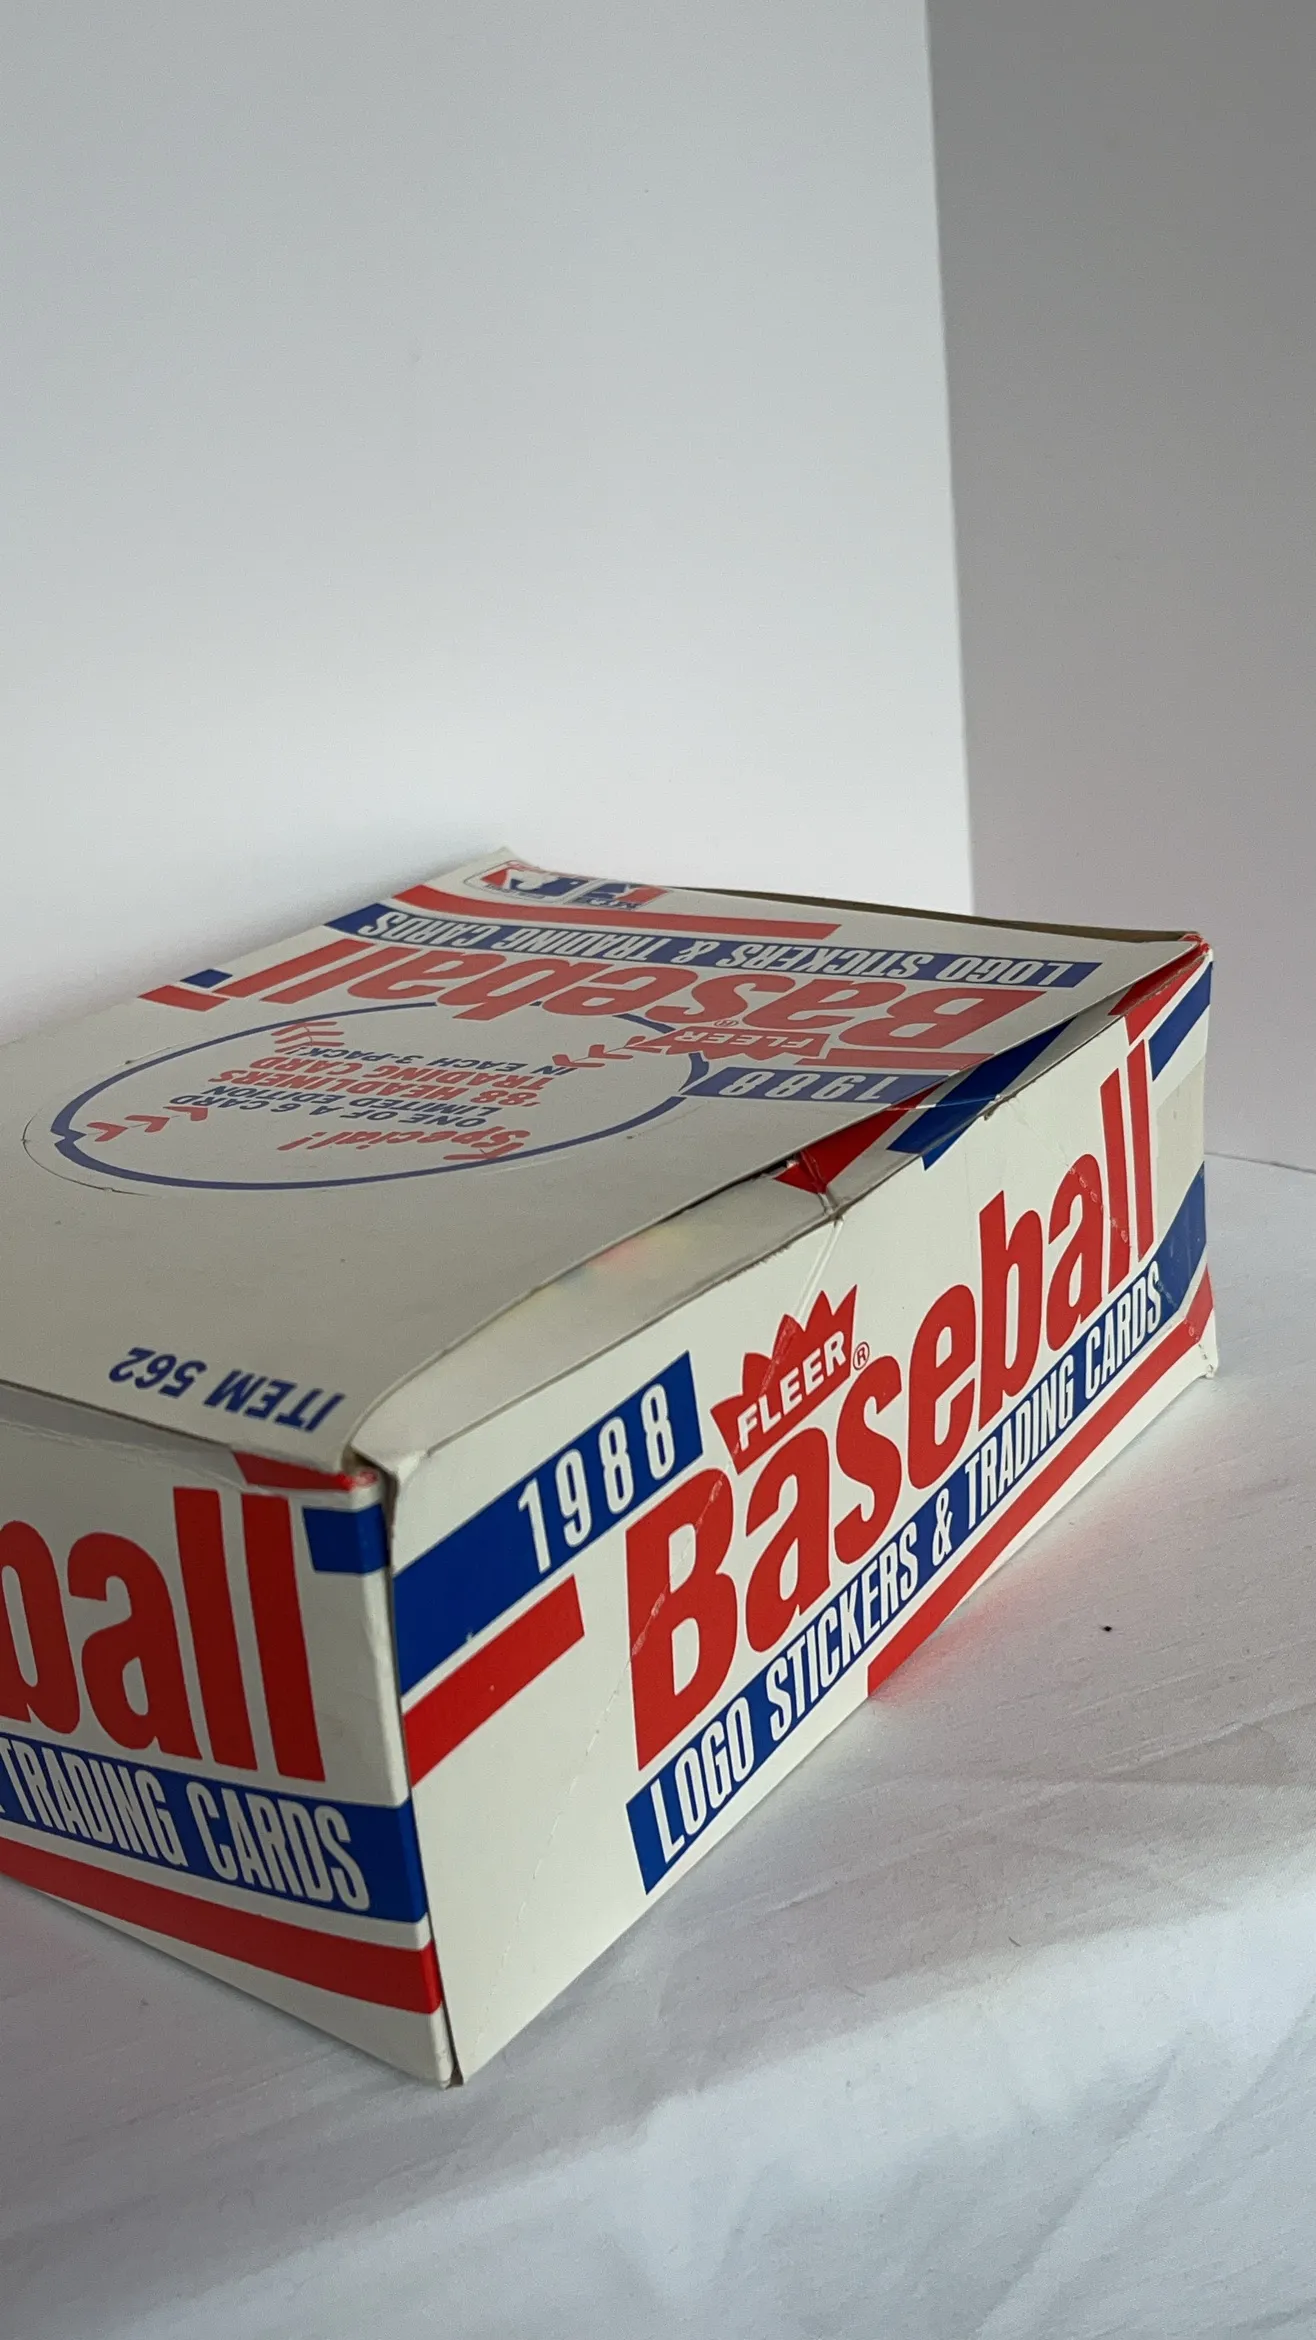 LOGO STICKERS & TRADING CARDS
Baseball
FLEER®
1988
Special!
ONE OF A 6 CARD
LIMITED EDITION
'88 HEADLINERS
TRADING CARD
IN EACH 3-PACK!
ITEM 562
1988
FLEER®
Baseball
LOGO STICKERS & TRADING CARDS
ball
TRADING CARDS